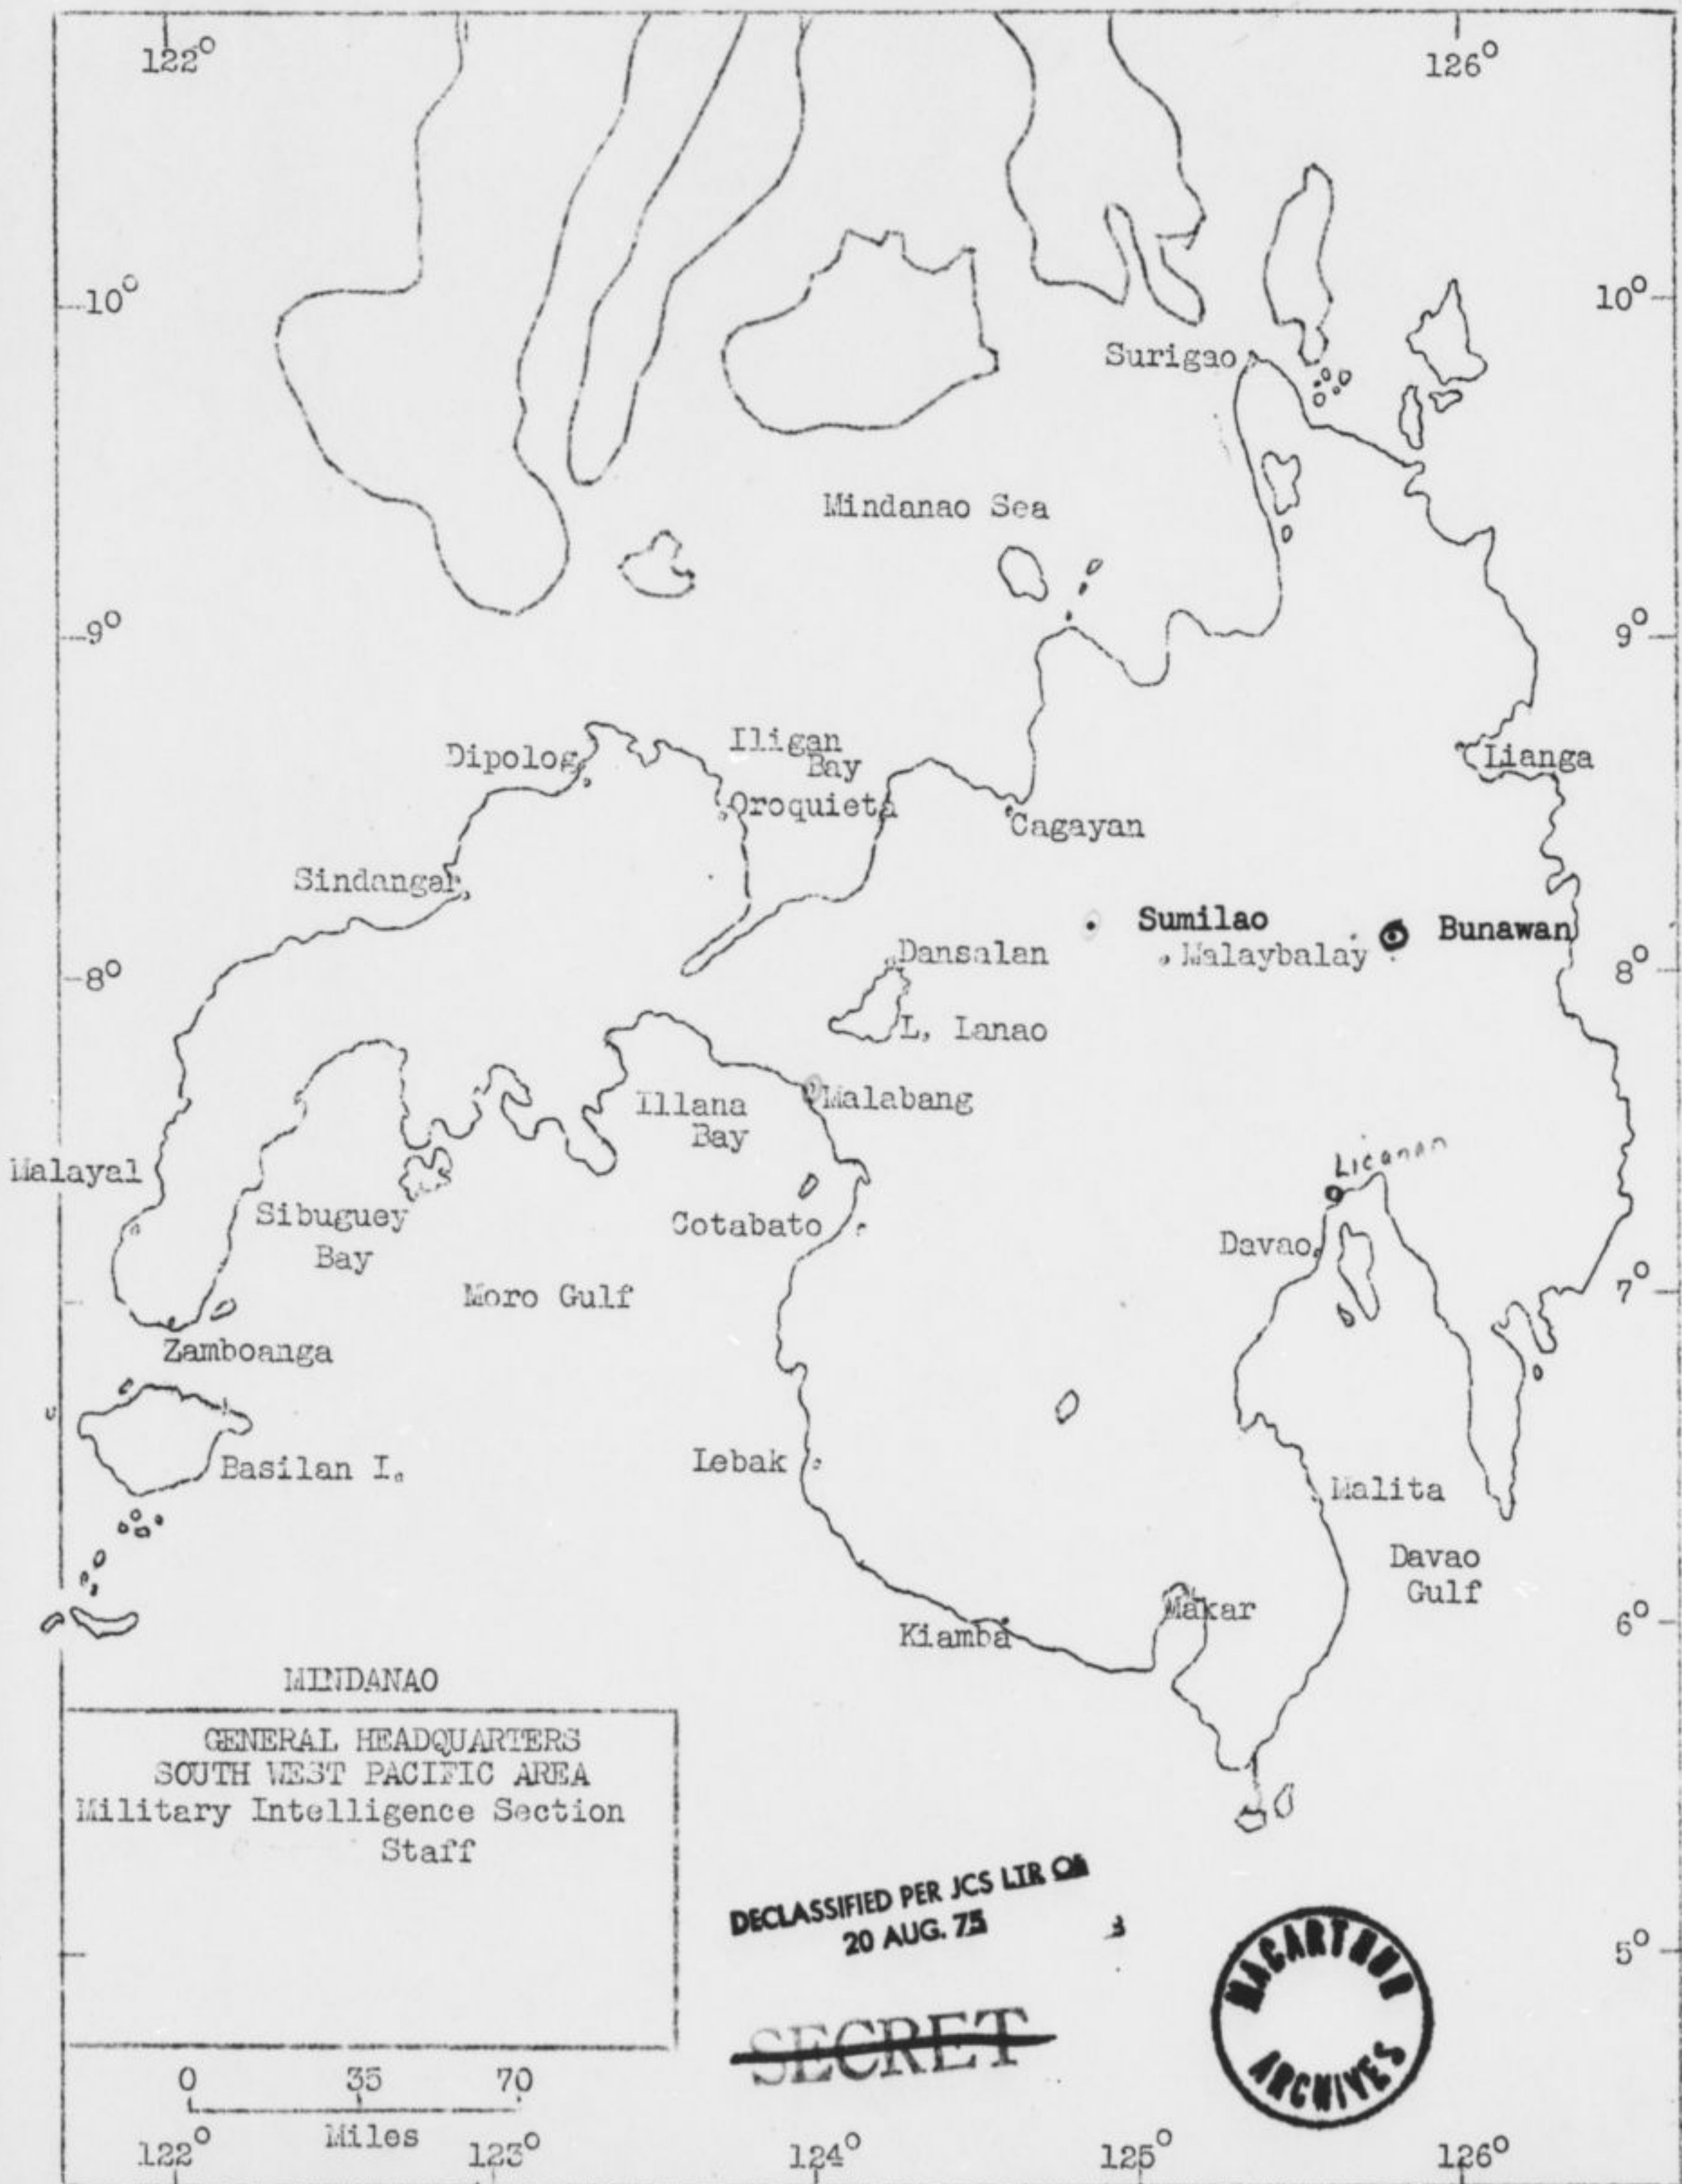 122°
126°
10°
10°
Surigao
Mindanao Sea
9°
9°
Dipolog
Iligan
Bay
Oroquieta
Lianga
Cagayan
Sindangan
Sumilao
Bunawan
Dansalan
Malaybalay
8°
8°
L. Lanao
Illana
Bay
Malabang
Licanan
Malayal
Sibuguey
Bay
Cotabato
Davao
7°
Moro Gulf
Zamboanga
Basilan I.
Lebak
Malita
Davao
Gulf
Makar
6°
Kiamba
MINDANAO
GENERAL HEADQUARTERS
SOUTH WEST PACIFIC AREA
Military Intelligence Section
Staff
DECLASSIFIED PER JCS LTR OF
20 AUG. 75
5°
MACARTHUR
ARCHIVES
SECRET
0 35 70
Miles
122° 123° 124° 125° 126°